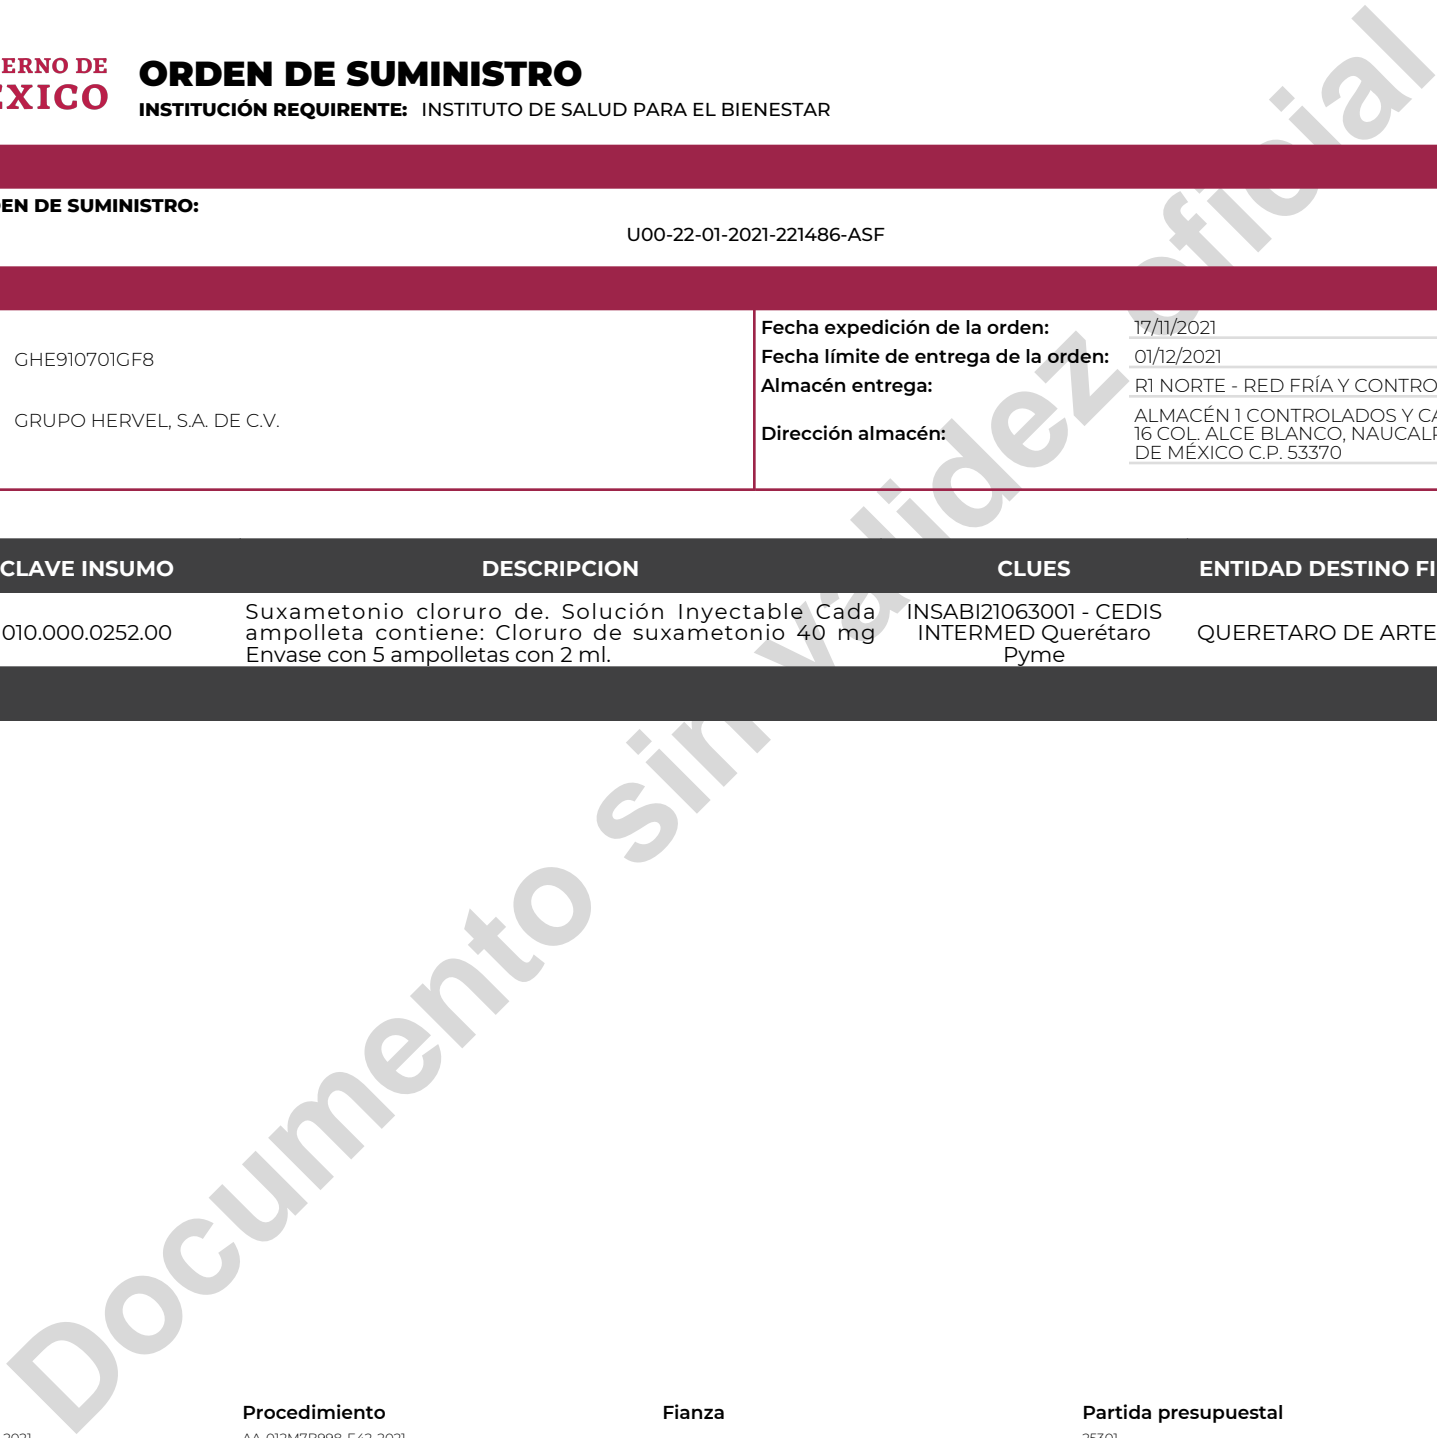 ERNO DE
EXICO
ORDEN DE SUMINISTRO
INSTITUCIÓN REQUIRENTE: INSTITUTO DE SALUD PARA EL BIENESTAR
EN DE SUMINISTRO:
U00-22-01-2021-221486-ASF
GHE910701GF8
GRUPO HERVEL, S.A. DE C.V.
Fecha expedición de la orden: 17/11/2021
Fecha límite de entrega de la orden: 01/12/2021
Almacén entrega: R1 NORTE - RED FRÍA Y CONTRO
Dirección almacén: ALMACÉN 1 CONTROLADOS Y CA
16 COL. ALCE BLANCO, NAUCALP
DE MÉXICO C.P. 53370
CLAVE INSUMO DESCRIPCION CLUES ENTIDAD DESTINO FI
010.000.0252.00
Suxametonio cloruro de. Solución Inyectable Cada
ampolleta contiene: Cloruro de suxametonio 40 mg
Envase con 5 ampolletas con 2 ml.
INSABI21063001 - CEDIS
INTERMED Querétaro
Pyme
QUERETARO DE ARTE
Documento sin validez oficial
Procedimiento Fianza Partida presupuestal